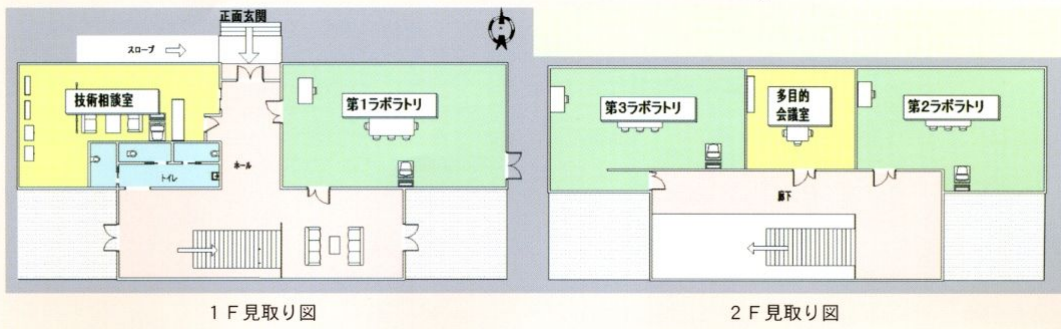 正面玄関
スロープ
技術相談室
第1ラボラトリ
ホール
トイレ
1F見取り図
第3ラボラトリ
多目的
会議室
第2ラボラトリ
廊下
2F見取り図